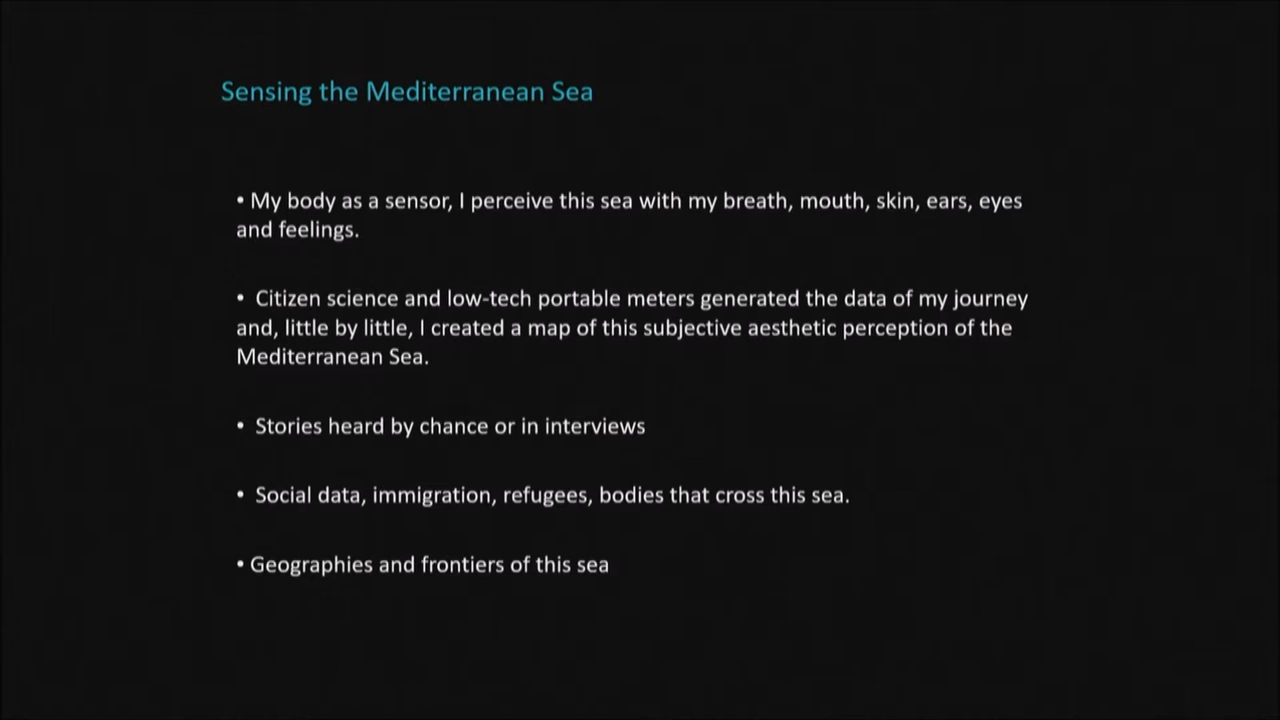 Sensing the Mediterranean Sea
• My body as a sensor, I perceive this sea with my breath, mouth, skin, ears, eyes
and feelings.
• Citizen science and low-tech portable meters generated the data of my journey
and, little by little, I created a map of this subjective aesthetic perception of the
Mediterranean Sea.
• Stories heard by chance or in interviews
• Social data, immigration, refugees, bodies that cross this sea.
• Geographies and frontiers of this sea